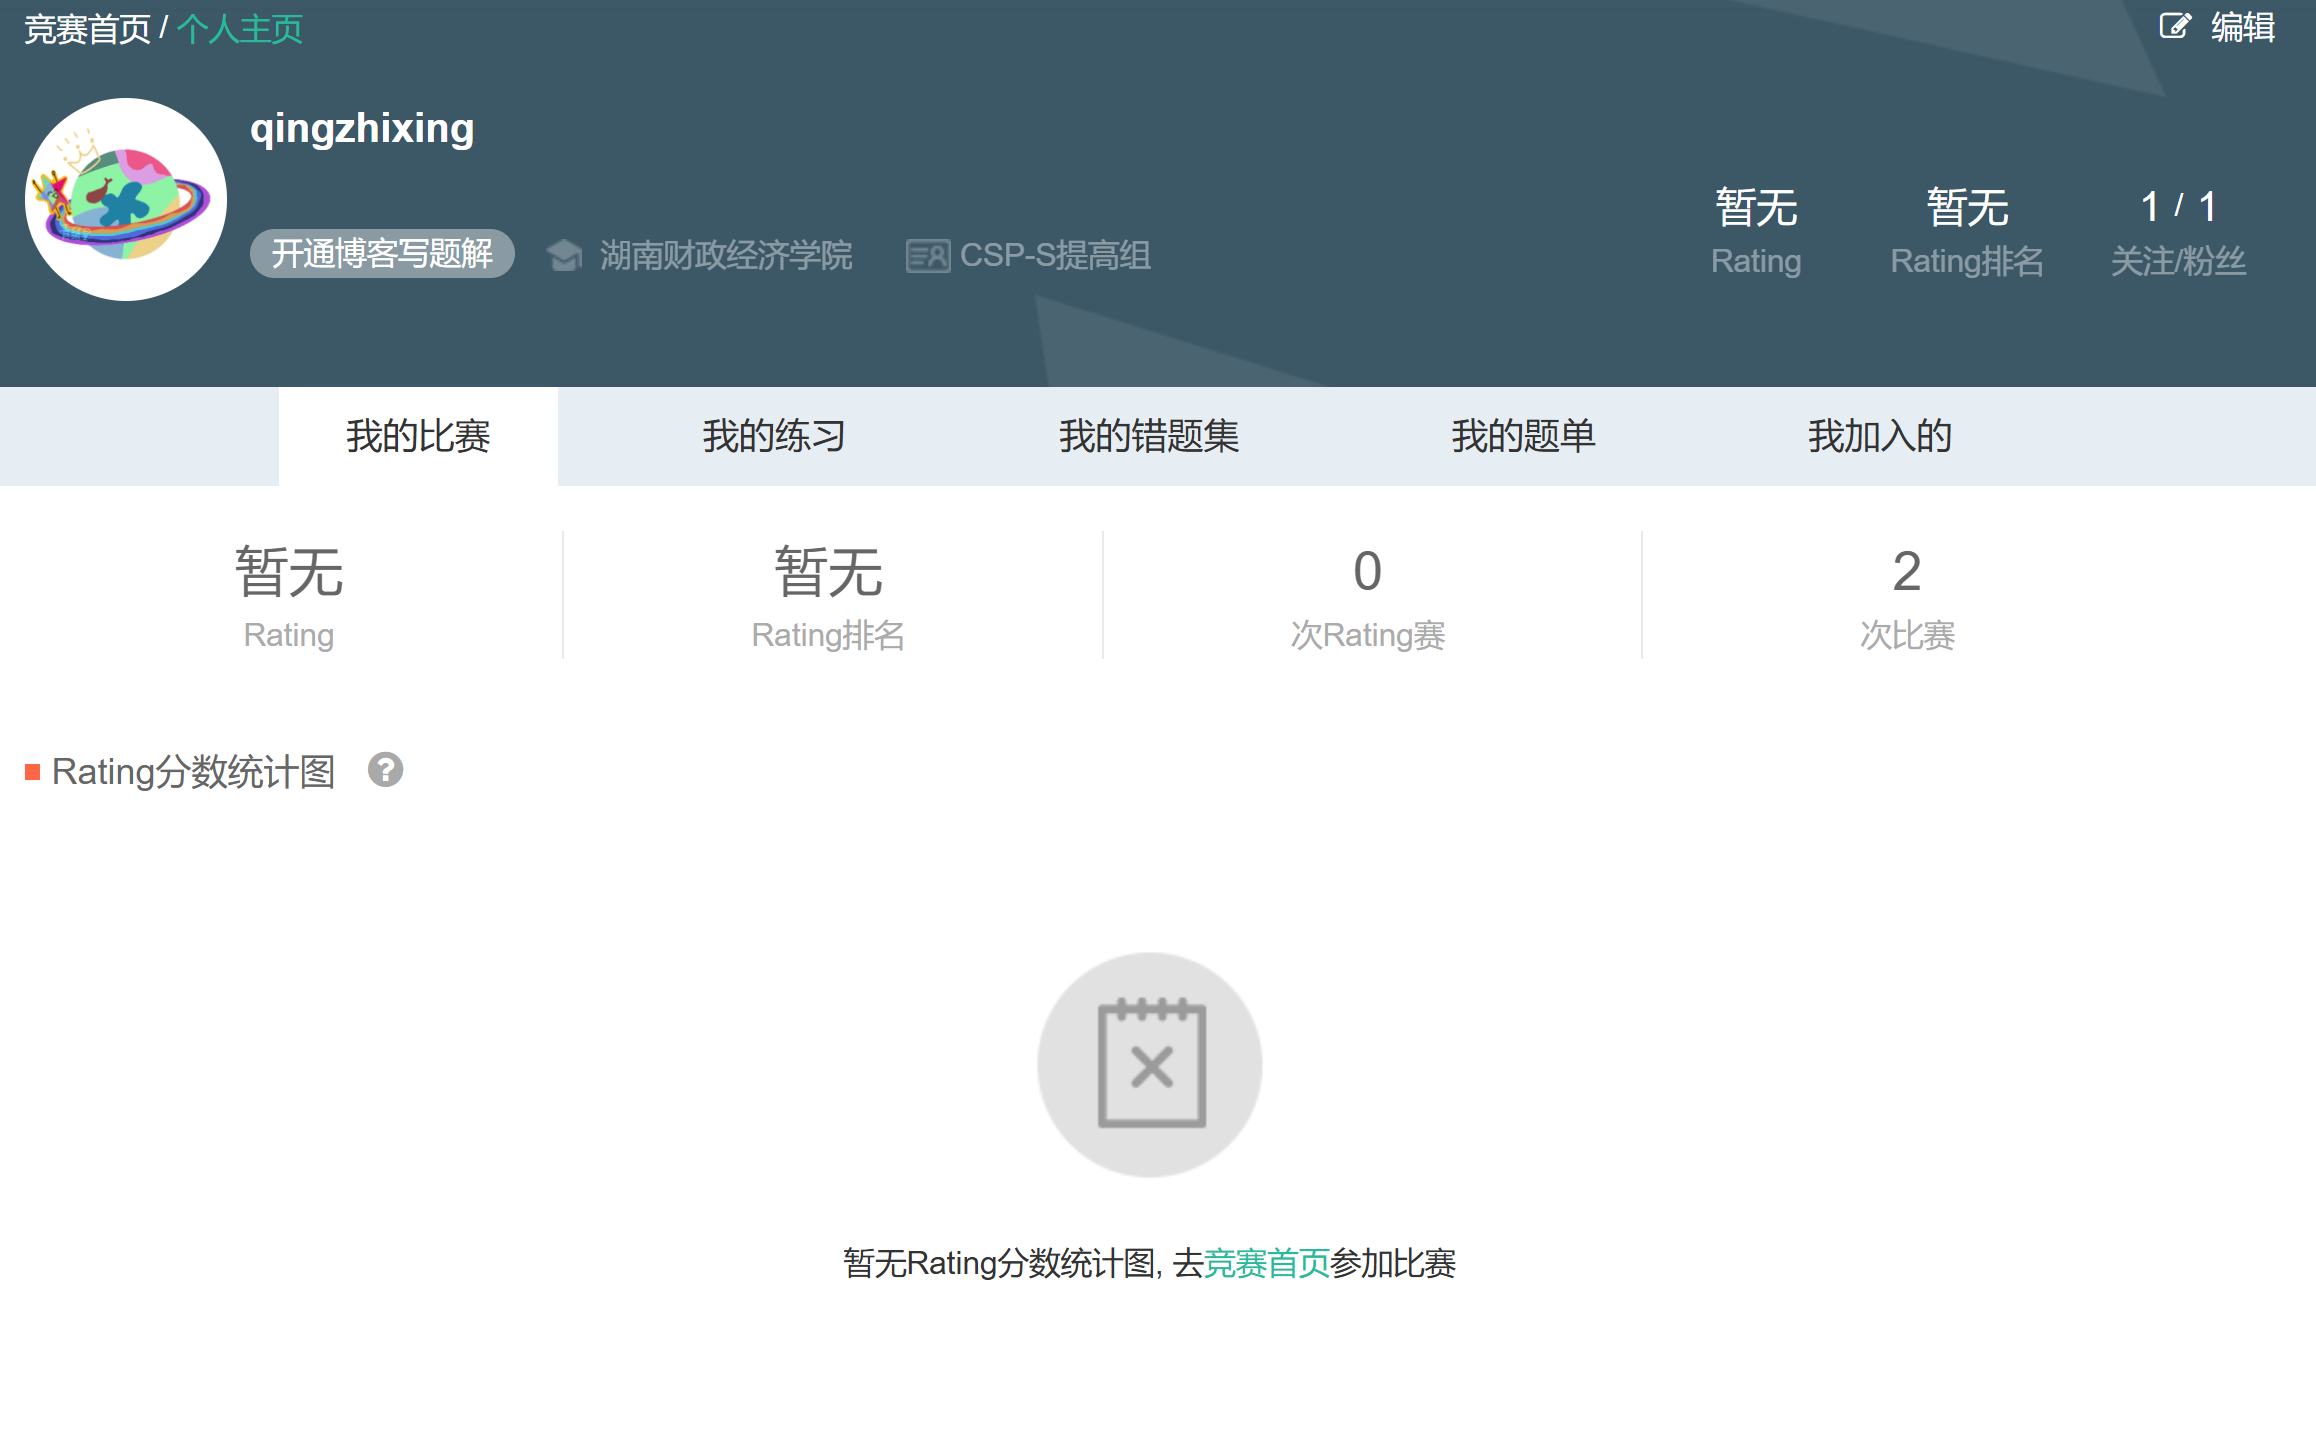 竞赛首页 / 个人主页
编辑
qingzhixing
开通博客写题解
湖南财政经济学院
CSP-S提高组
暂无
Rating
暂无
Rating排名
1 / 1
关注/粉丝
我的比赛
我的练习
我的错题集
我的题单
我加入的
暂无
Rating
暂无
Rating排名
0
次Rating赛
2
次比赛
Rating分数统计图
暂无Rating分数统计图, 去竞赛首页参加比赛